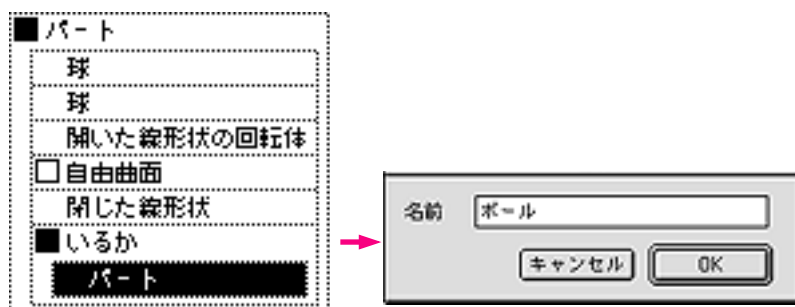 パート
球
球
開いた線形状の回転体
自由曲面
閉じた線形状
いるか
パート
名前 ボール
キャンセル OK